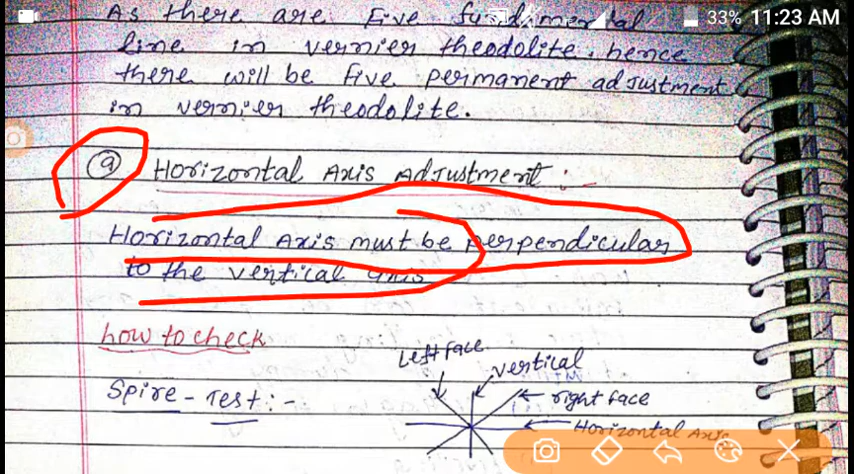 33% 11:23 AM
As there are five fundamental
line in vernier theodolite. hence
there will be five permanent adjustment
in vernier theodolite.
(a) Horizontal Axis Adjustment :-
Horizontal Axis must be perpendicular
to the vertical axis
how to check
Left face
vertical
Spire-Test :-
right face
Horizontal Axis